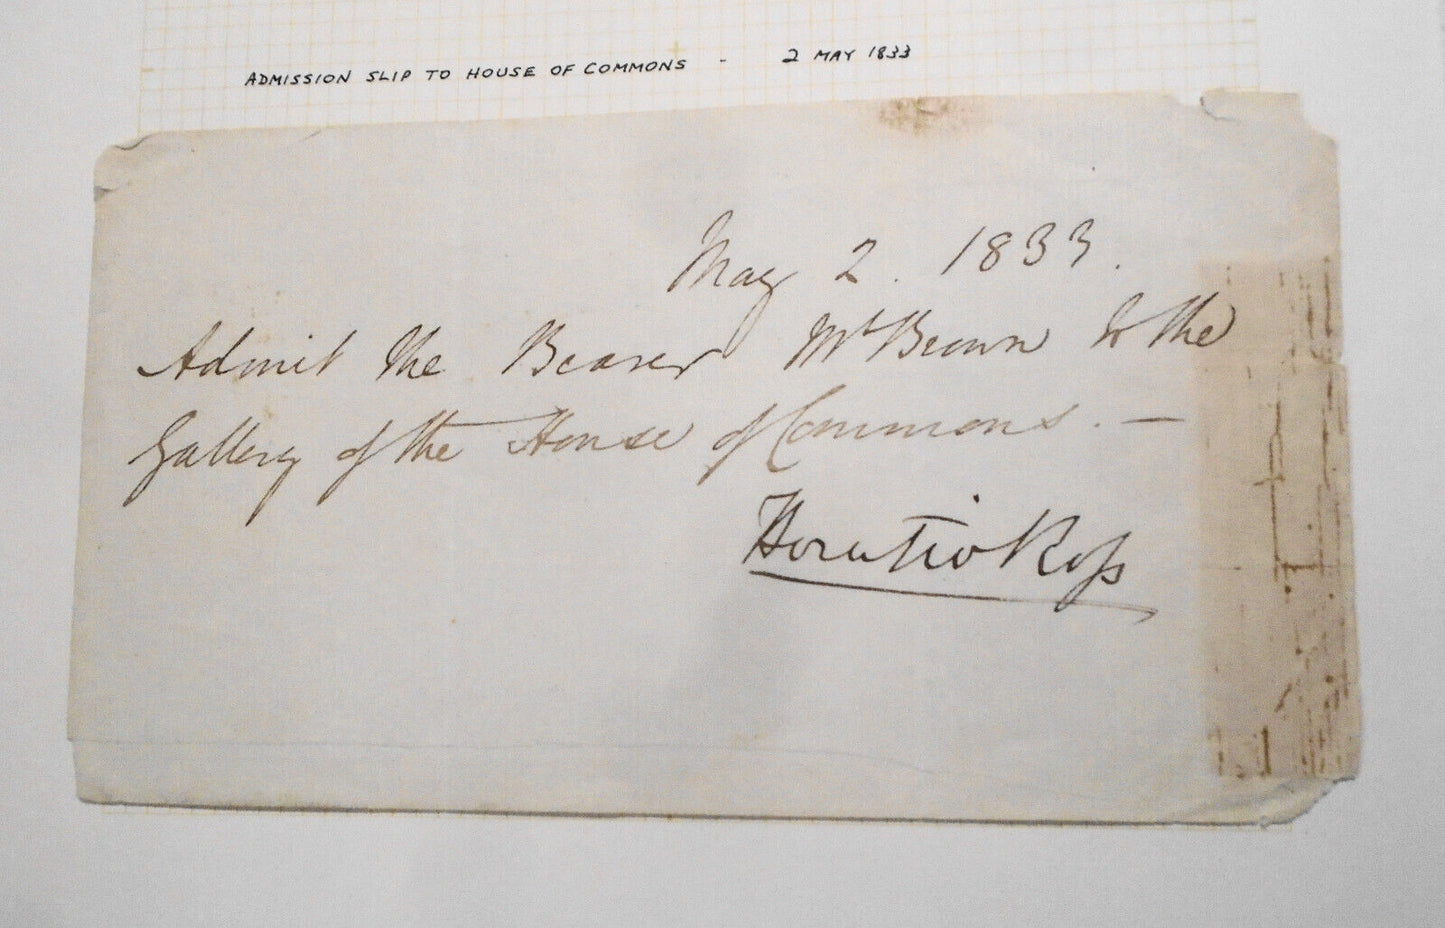 ADMISSION SLIP TO HOUSE OF COMMONS - 2 MAY 1833
May 2. 1833.
Admit the Bearer Mr Brown to the
Gallery of the House of Commons. —
Horatio Ross